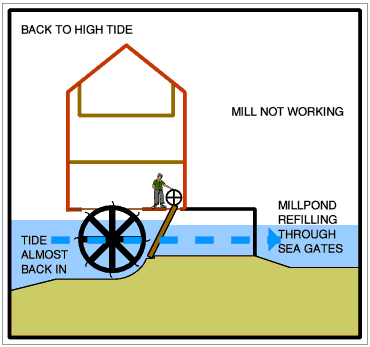 BACK TO HIGH TIDE
MILL NOT WORKING
MILLPOND
REFILLING
THROUGH
SEA GATES
TIDE
ALMOST
BACK IN